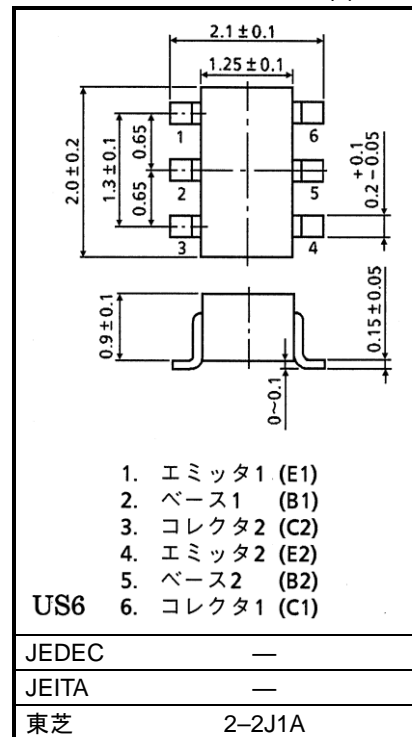 2.1±0.1
1.25±0.1
1 6
2 5
3 4
2.0±0.2
1.3±0.1
0.65
0.65
+0.1
0.2−0.05
0.9±0.1
0.15±0.05
0~0.1
1. エミッタ1 (E1)
2. ベース1 (B1)
3. コレクタ2 (C2)
4. エミッタ2 (E2)
5. ベース2 (B2)
US6 6. コレクタ1 (C1)
JEDEC —
JEITA —
東芝 2–2J1A